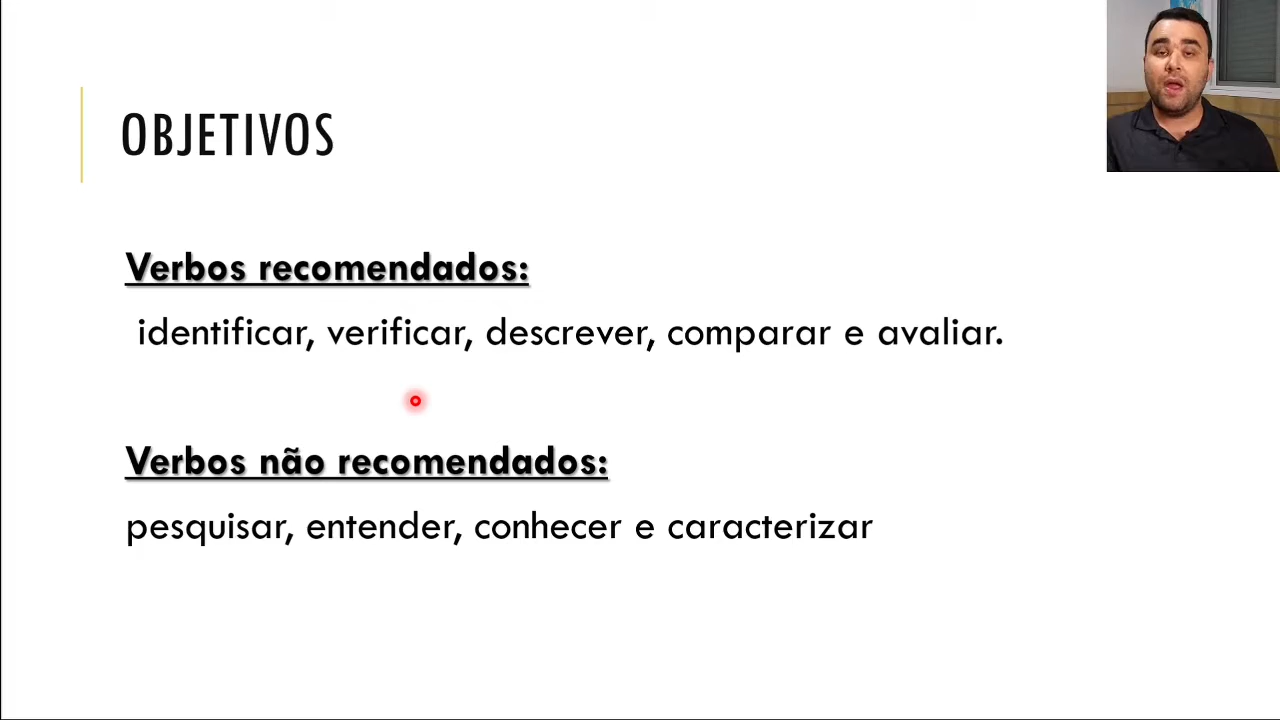 OBJETIVOS
Verbos recomendados:
identificar, verificar, descrever, comparar e avaliar.
Verbos não recomendados:
pesquisar, entender, conhecer e caracterizar